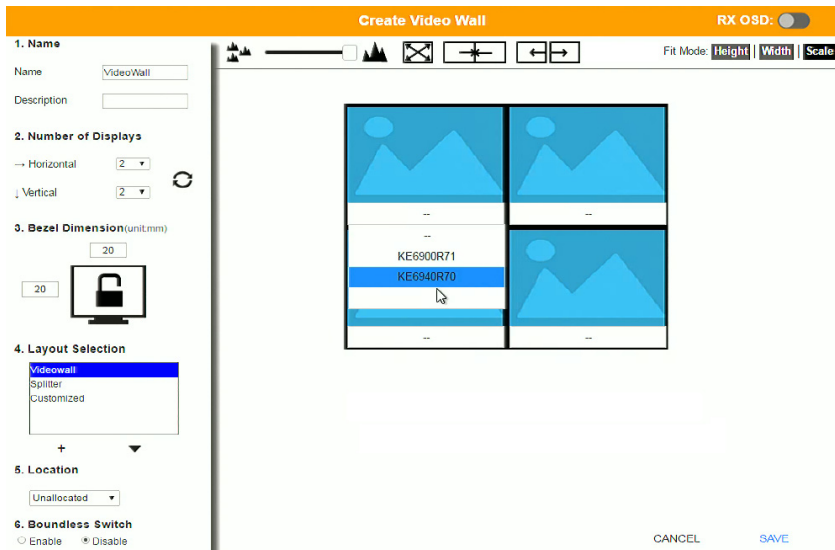 Create Video Wall
RX OSD:
1. Name
Name VideoWall
Description
2. Number of Displays
→ Horizontal 2
↓ Vertical 2
3. Bezel Dimension(unit:mm)
20
20
4. Layout Selection
Videowall
Splitter
Customized
+
5. Location
Unallocated
6. Boundless Switch
Enable Disable
Fit Mode: Height | Width | Scale
-- --
--
KE6900R71
KE6940R70
-- --
CANCEL SAVE